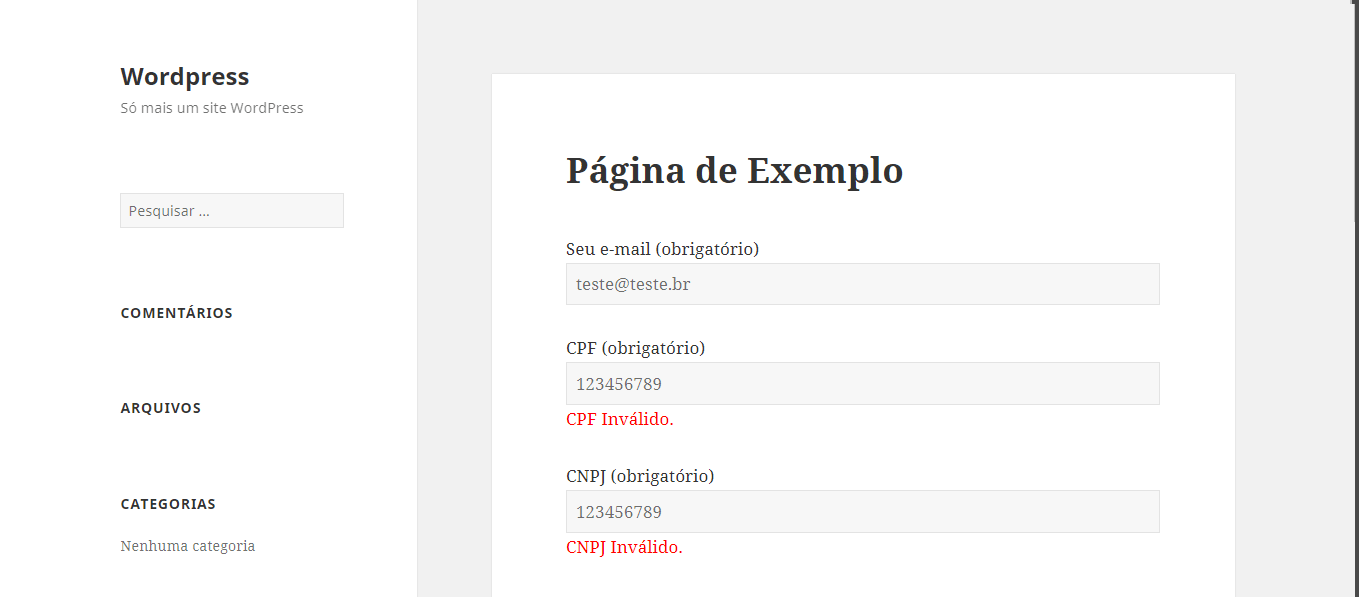 Wordpress
Só mais um site WordPress
Pesquisar ...
COMENTÁRIOS
ARQUIVOS
CATEGORIAS
Nenhuma categoria
Página de Exemplo
Seu e-mail (obrigatório)
teste@teste.br
CPF (obrigatório)
123456789
CPF Inválido.
CNPJ (obrigatório)
123456789
CNPJ Inválido.